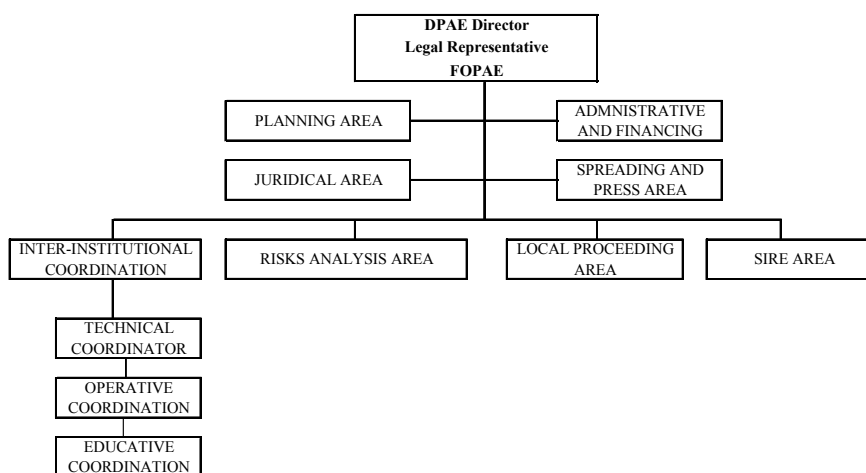 DPAE Director
Legal Representative
FOPAE
PLANNING AREA
ADMNISTRATIVE
AND FINANCING
JURIDICAL AREA
SPREADING AND
PRESS AREA
INTER-INSTITUTIONAL
COORDINATION
RISKS ANALYSIS AREA
LOCAL PROCEEDING
AREA
SIRE AREA
TECHNICAL
COORDINATOR
OPERATIVE
COORDINATION
EDUCATIVE
COORDINATION